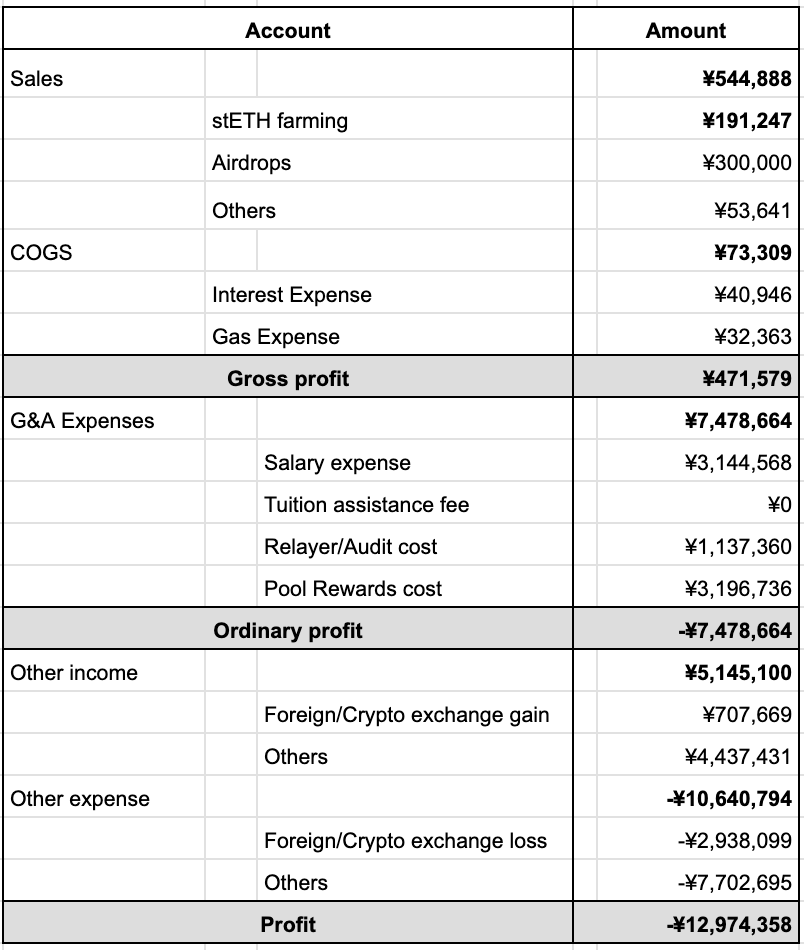 Account Amount
Sales ¥544,888
stETH farming ¥191,247
Airdrops ¥300,000
Others ¥53,641
COGS ¥73,309
Interest Expense ¥40,946
Gas Expense ¥32,363
Gross profit ¥471,579
G&A Expenses ¥7,478,664
Salary expense ¥3,144,568
Tuition assistance fee ¥0
Relayer/Audit cost ¥1,137,360
Pool Rewards cost ¥3,196,736
Ordinary profit -¥7,478,664
Other income ¥5,145,100
Foreign/Crypto exchange gain ¥707,669
Others ¥4,437,431
Other expense -¥10,640,794
Foreign/Crypto exchange loss -¥2,938,099
Others -¥7,702,695
Profit -¥12,974,358